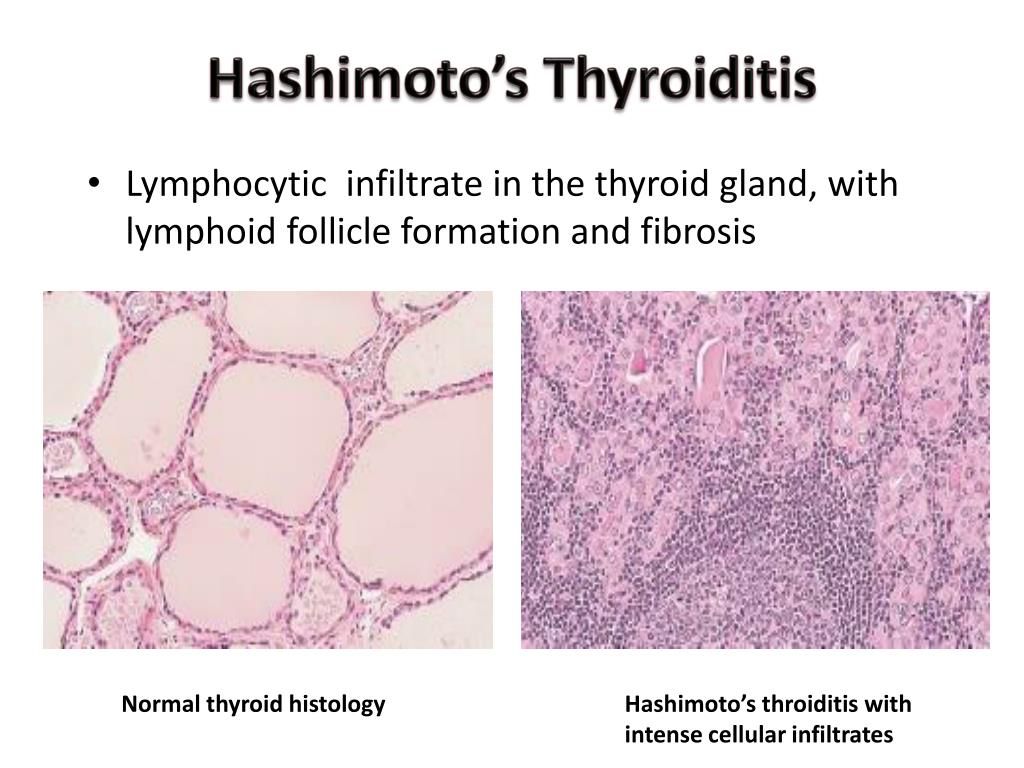 Hashimoto’s Thyroiditis
• Lymphocytic  infiltrate in the thyroid gland, with
lymphoid follicle formation and fibrosis
Normal thyroid histology
Hashimoto’s throiditis with
intense cellular infiltrates